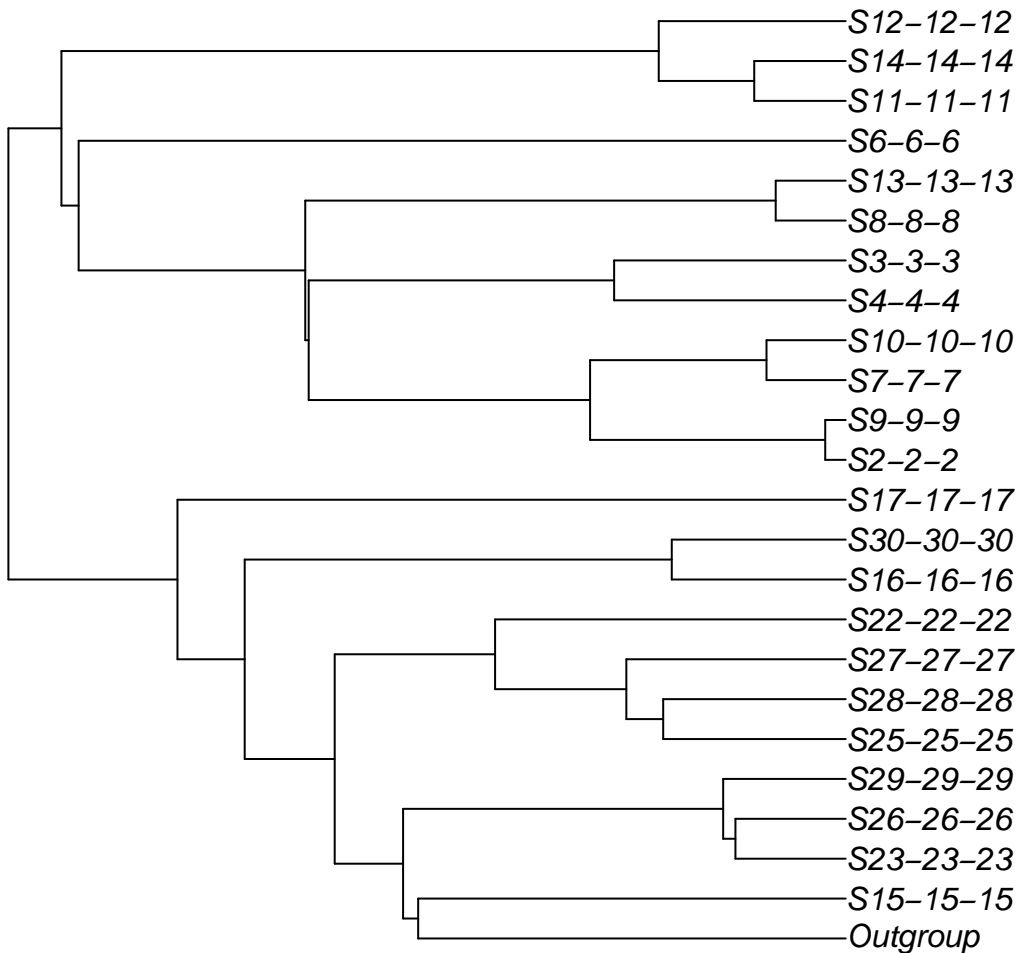 S12−12−12
S14−14−14
S11−11−11
S6−6−6
S13−13−13
S8−8−8
S3−3−3
S4−4−4
S10−10−10
S7−7−7
S9−9−9
S2−2−2
S17−17−17
S30−30−30
S16−16−16
S22−22−22
S27−27−27
S28−28−28
S25−25−25
S29−29−29
S26−26−26
S23−23−23
S15−15−15
Outgroup